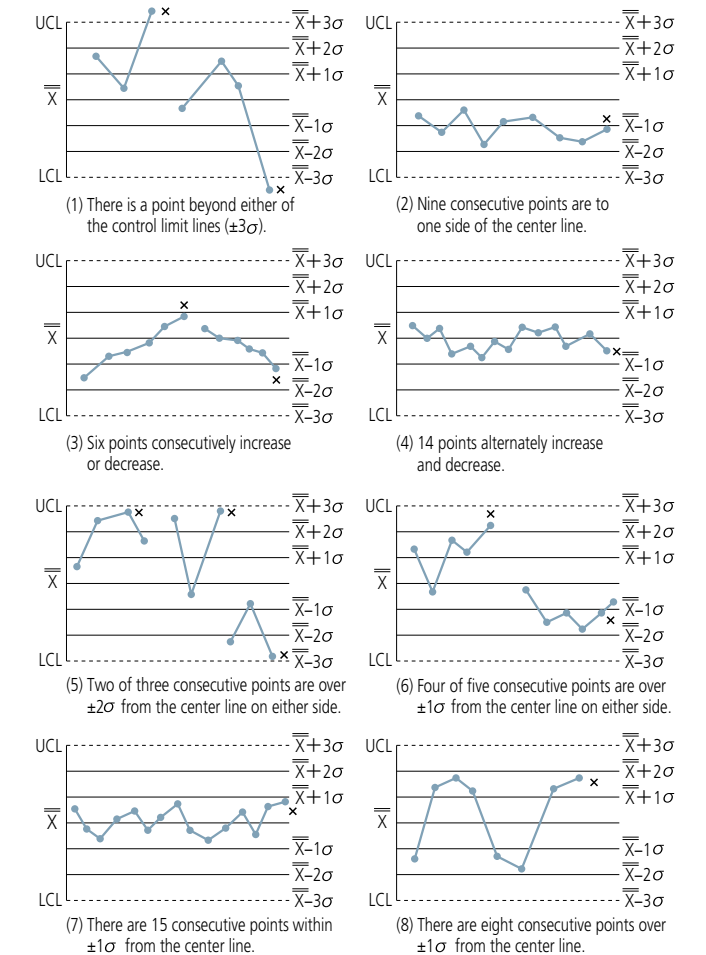 UCL X̿+3σ
X̿+2σ
X̿+1σ
X̿
X̿–1σ
X̿–2σ
LCL X̿–3σ
(1) There is a point beyond either of
the control limit lines (±3σ).
UCL X̿+3σ
X̿+2σ
X̿+1σ
X̿
× X̿–1σ
X̿–2σ
LCL X̿–3σ
(2) Nine consecutive points are to
one side of the center line.
UCL X̿+3σ
X̿+2σ
X̿+1σ
X̿
X̿–1σ
X̿–2σ
LCL X̿–3σ
(3) Six points consecutively increase
or decrease.
UCL X̿+3σ
X̿+2σ
X̿+1σ
X̿
X̿–1σ
X̿–2σ
LCL X̿–3σ
(4) 14 points alternately increase
and decrease.
UCL X̿+3σ
X̿+2σ
X̿+1σ
X̿
X̿–1σ
X̿–2σ
LCL X̿–3σ
(5) Two of three consecutive points are over
±2σ from the center line on either side.
UCL X̿+3σ
X̿+2σ
X̿+1σ
X̿
X̿–1σ
X̿–2σ
LCL X̿–3σ
(6) Four of five consecutive points are over
±1σ from the center line on either side.
UCL X̿+3σ
X̿+2σ
X̿+1σ
X̿
X̿–1σ
X̿–2σ
LCL X̿–3σ
(7) There are 15 consecutive points within
±1σ from the center line.
UCL X̿+3σ
X̿+2σ
X̿+1σ
X̿
X̿–1σ
X̿–2σ
LCL X̿–3σ
(8) There are eight consecutive points over
±1σ from the center line.